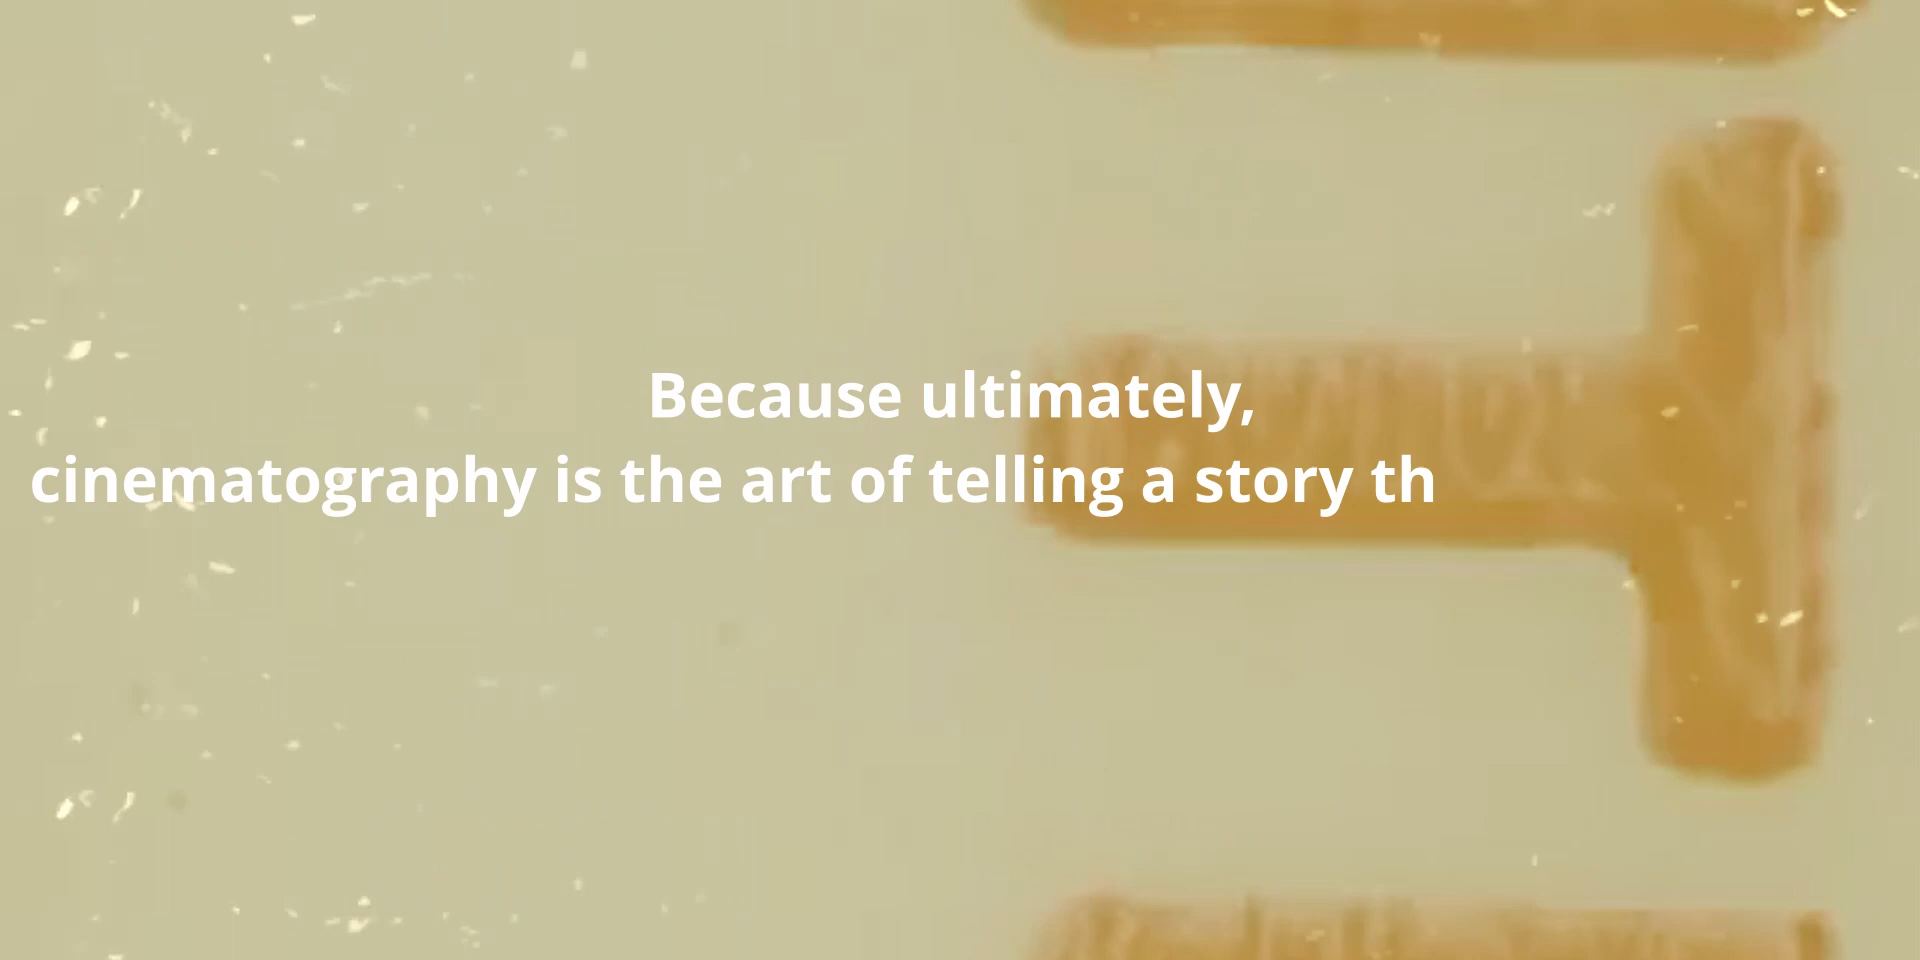 Because ultimately,
cinematography is the art of telling a story th